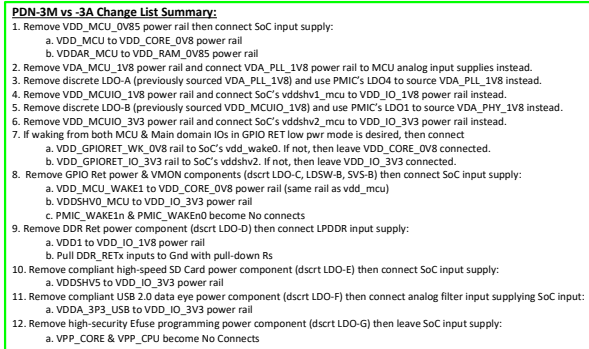 PDN-3M vs -3A Change List Summary:
1. Remove VDD_MCU_0V85 power rail then connect SoC input supply:
a. VDD_MCU to VDD_CORE_0V8 power rail
b. VDDAR_MCU to VDD_RAM_0V85 power rail
2. Remove VDA_MCU_1V8 power rail and connect VDA_PLL_1V8 power rail to MCU analog input supplies instead.
3. Remove discrete LDO-A (previously sourced VDA_PLL_1V8) and use PMIC's LDO4 to source VDA_PLL_1V8 instead.
4. Remove VDD_MCUIO_1V8 power rail and connect SoC's vddshv1_mcu to VDD_IO_1V8 power rail instead.
5. Remove discrete LDO-B (previously sourced VDD_MCUIO_1V8) and use PMIC's LDO1 to source VDA_PHY_1V8 instead.
6. Remove VDD_MCUIO_3V3 power rail and connect SoC's vddshv2_mcu to VDD_IO_3V3 power rail instead.
7. If waking from both MCU & Main domain IOs in GPIO RET low pwr mode is desired, then connect
a. VDD_GPIORET_WK_0V8 rail to SoC's vdd_wake0. If not, then leave VDD_CORE_0V8 connected.
b. VDD_GPIORET_IO_3V3 rail to SoC's vddshv2. If not, then leave VDD_IO_3V3 connected.
8. Remove GPIO Ret power & VMON components (dscrt LDO-C, LDSW-B, SVS-B) then connect SoC input supply:
a. VDD_MCU_WAKE1 to VDD_CORE_0V8 power rail (same rail as vdd_mcu)
b. VDDSHV0_MCU to VDD_IO_3V3 power rail
c. PMIC_WAKE1n & PMIC_WAKEn0 become No connects
9. Remove DDR Ret power component (dscrt LDO-D) then connect LPDDR input supply:
a. VDD1 to VDD_IO_1V8 power rail
b. Pull DDR_RETx inputs to Gnd with pull-down Rs
10. Remove compliant high-speed SD Card power component (dscrt LDO-E) then connect SoC input supply:
a. VDDSHV5 to VDD_IO_3V3 power rail
11. Remove compliant USB 2.0 data eye power component (dscrt LDO-F) then connect analog filter input supplying SoC input:
a. VDDA_3P3_USB to VDD_IO_3V3 power rail
12. Remove high-security Efuse programming power component (dscrt LDO-G) then leave SoC input supply:
a. VPP_CORE & VPP_CPU become No Connects